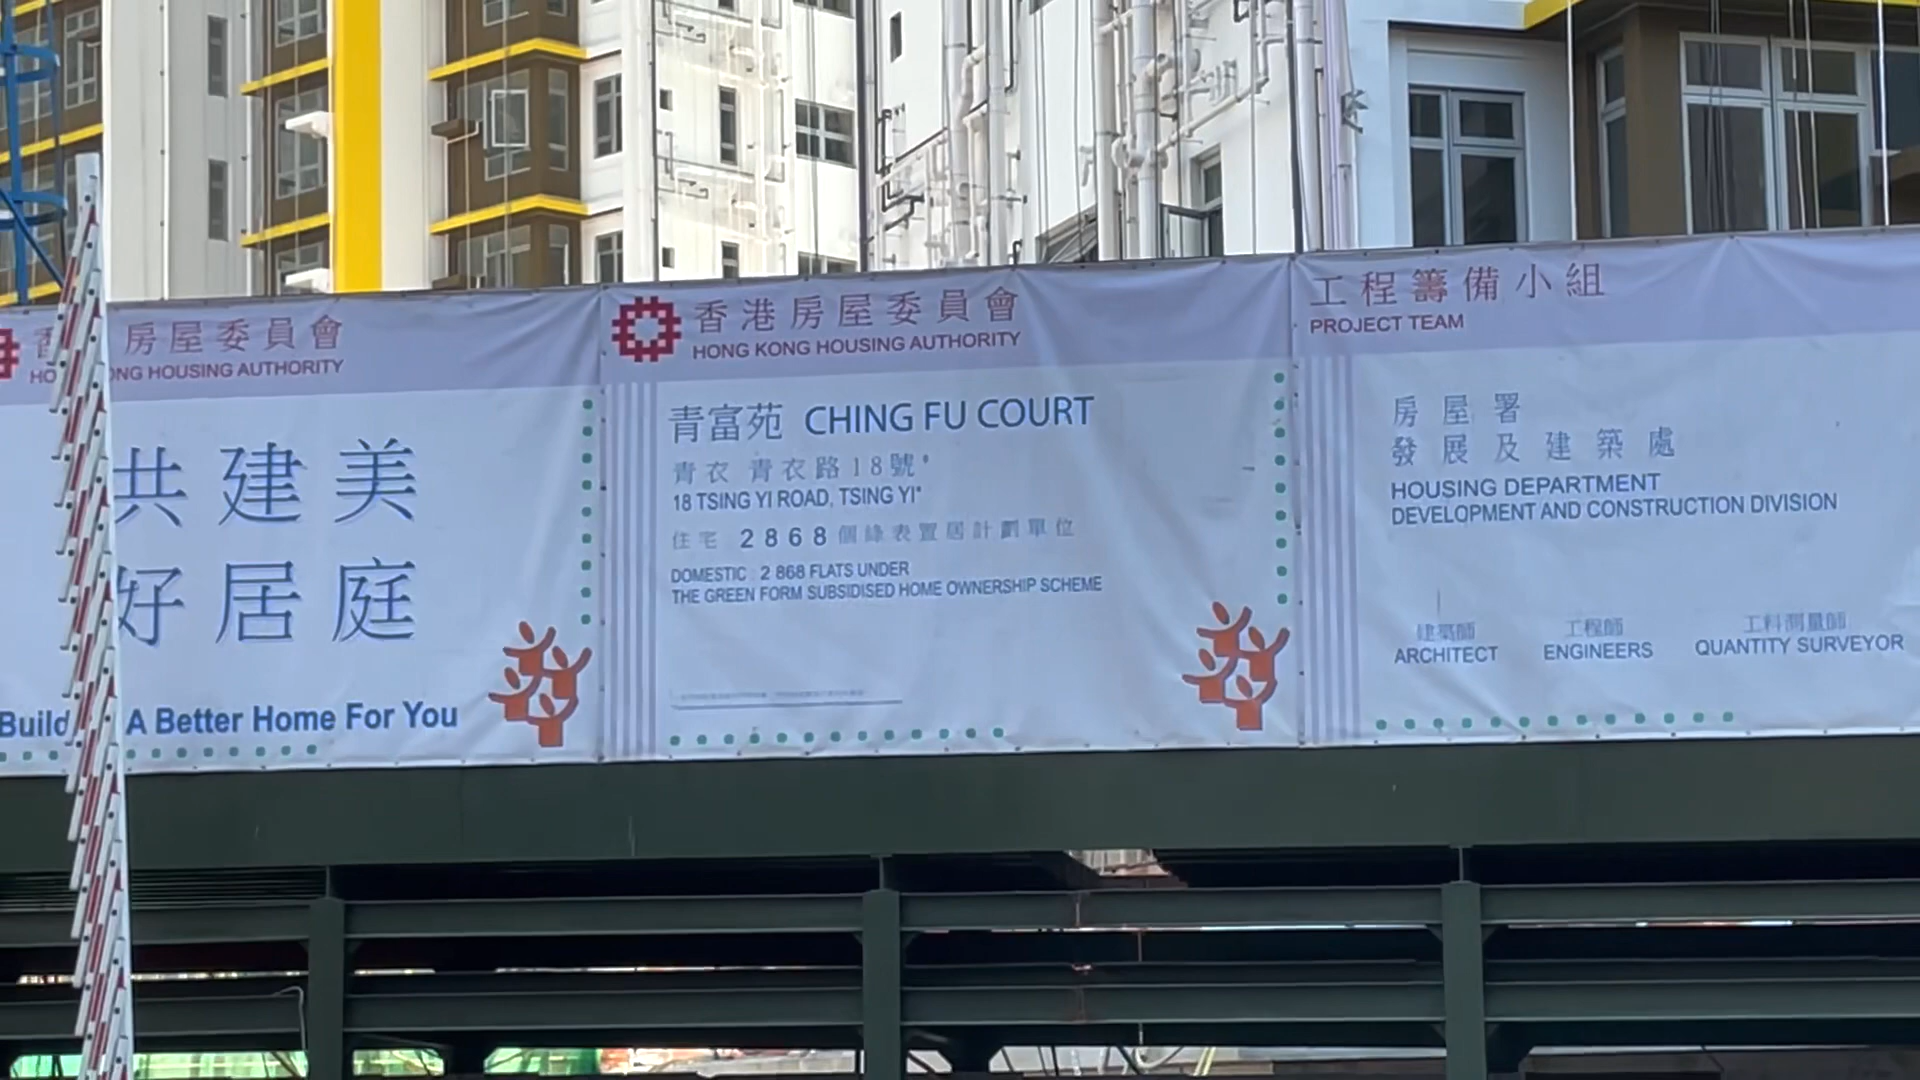 房屋委員會
HOUSING AUTHORITY
共建美
好居庭
Build A Better Home For You
香港房屋委員會
HONG KONG HOUSING AUTHORITY
青富苑 CHING FU COURT
青衣 青衣路18號*
18 TSING YI ROAD, TSING YI*
住宅 2868個綠表置居計劃單位
DOMESTIC : 2 868 FLATS UNDER
THE GREEN FORM SUBSIDISED HOME OWNERSHIP SCHEME
工程籌備小組
PROJECT TEAM
房屋署
發展及建築處
HOUSING DEPARTMENT
DEVELOPMENT AND CONSTRUCTION DIVISION
建築師
ARCHITECT
工程師
ENGINEERS
工料測量師
QUANTITY SURVEYOR